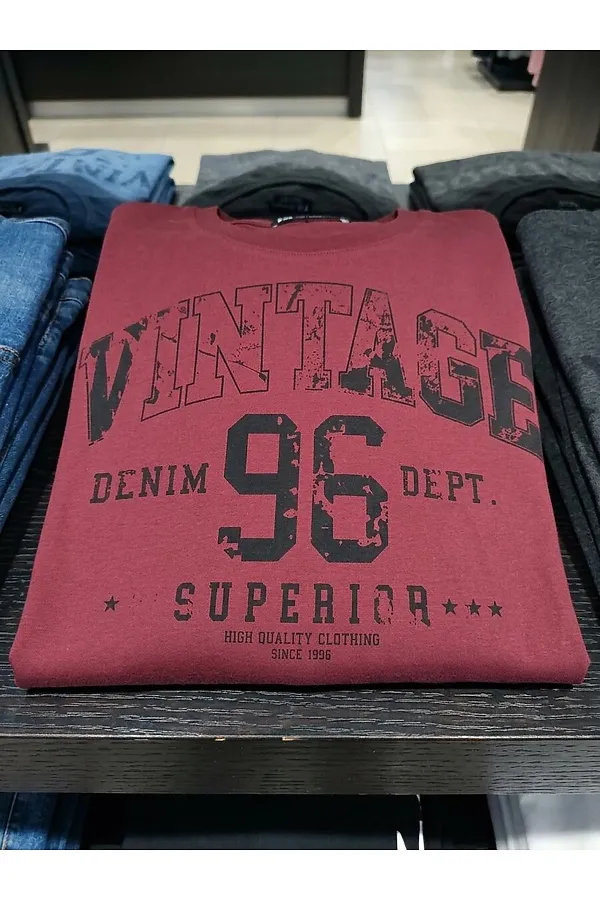 VINTAGE
DENIM 96 DEPT.
SUPERIOR
HIGH QUALITY CLOTHING
SINCE 1996